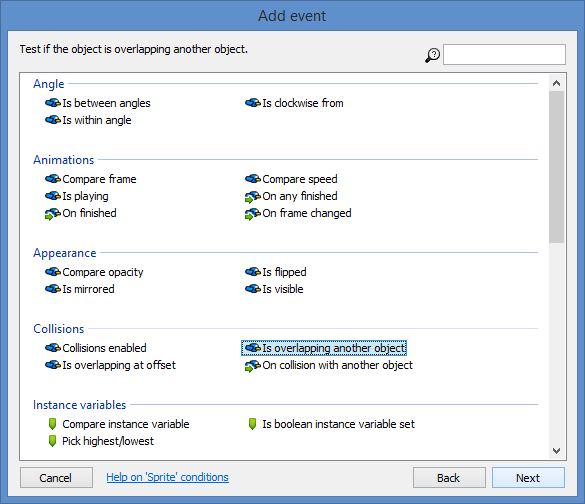 Add event
Test if the object is overlapping another object.
Angle
Is between angles Is clockwise from
Is within angle
Animations
Compare frame Compare speed
Is playing On any finished
On finished On frame changed
Appearance
Compare opacity Is flipped
Is mirrored Is visible
Collisions
Collisions enabled Is overlapping another object
Is overlapping at offset On collision with another object
Instance variables
Compare instance variable Is boolean instance variable set
Pick highest/lowest
Cancel Help on 'Sprite' conditions Back Next